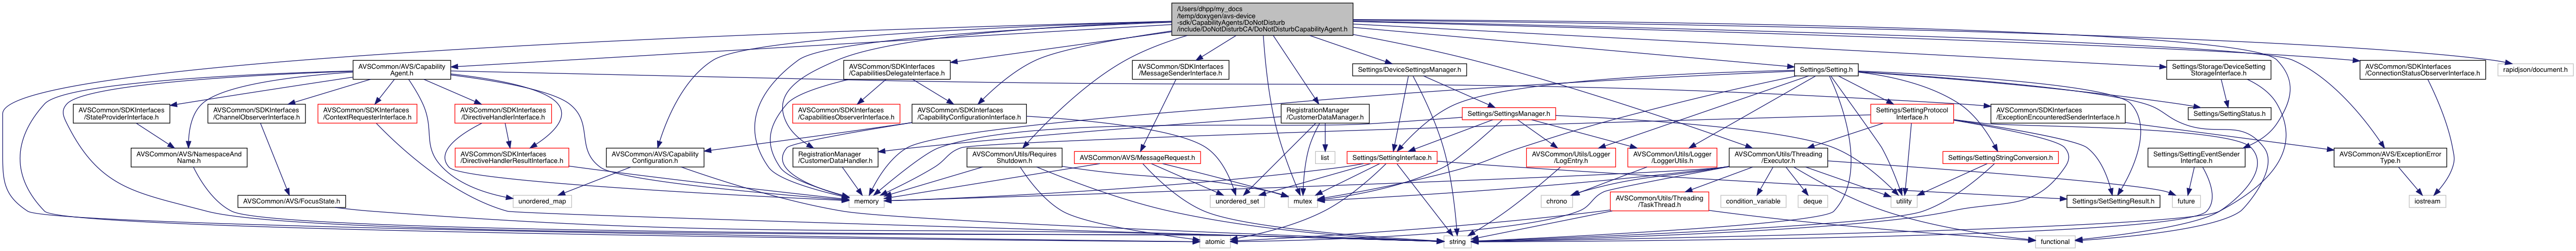 /Users/dhpp/my_docs
/temp/doxygen/avs-device
-sdk/CapabilityAgents/DoNotDisturb
/include/DoNotDisturbCA/DoNotDisturbCapabilityAgent.h
AVSCommon/AVS/Capability
Agent.h
AVSCommon/SDKInterfaces
/CapabilitiesDelegateInterface.h
AVSCommon/SDKInterfaces
/MessageSenderInterface.h
Settings/DeviceSettingsManager.h
Settings/Setting.h
Settings/Storage/DeviceSetting
StorageInterface.h
AVSCommon/SDKInterfaces
/ConnectionStatusObserverInterface.h
rapidjson/document.h
AVSCommon/SDKInterfaces
/StateProviderInterface.h
AVSCommon/SDKInterfaces
/ChannelObserverInterface.h
AVSCommon/SDKInterfaces
/ContextRequesterInterface.h
AVSCommon/SDKInterfaces
/DirectiveHandlerInterface.h
AVSCommon/SDKInterfaces
/CapabilitiesObserverInterface.h
AVSCommon/SDKInterfaces
/CapabilityConfigurationInterface.h
RegistrationManager
/CustomerDataManager.h
Settings/SettingsManager.h
Settings/SettingProtocol
Interface.h
AVSCommon/SDKInterfaces
/ExceptionEncounteredSenderInterface.h
Settings/SettingStatus.h
AVSCommon/AVS/NamespaceAnd
Name.h
AVSCommon/SDKInterfaces
/DirectiveHandlerResultInterface.h
AVSCommon/AVS/Capability
Configuration.h
RegistrationManager
/CustomerDataHandler.h
AVSCommon/Utils/Requires
Shutdown.h
AVSCommon/AVS/MessageRequest.h
list
Settings/SettingInterface.h
AVSCommon/Utils/Logger
/LogEntry.h
AVSCommon/Utils/Logger
/LoggerUtils.h
AVSCommon/Utils/Threading
/Executor.h
Settings/SettingStringConversion.h
Settings/SettingEventSender
Interface.h
AVSCommon/AVS/ExceptionError
Type.h
AVSCommon/AVS/FocusState.h
unordered_map
memory
unordered_set
mutex
chrono
AVSCommon/Utils/Threading
/TaskThread.h
condition_variable
deque
utility
Settings/SetSettingResult.h
future
iostream
atomic
string
functional